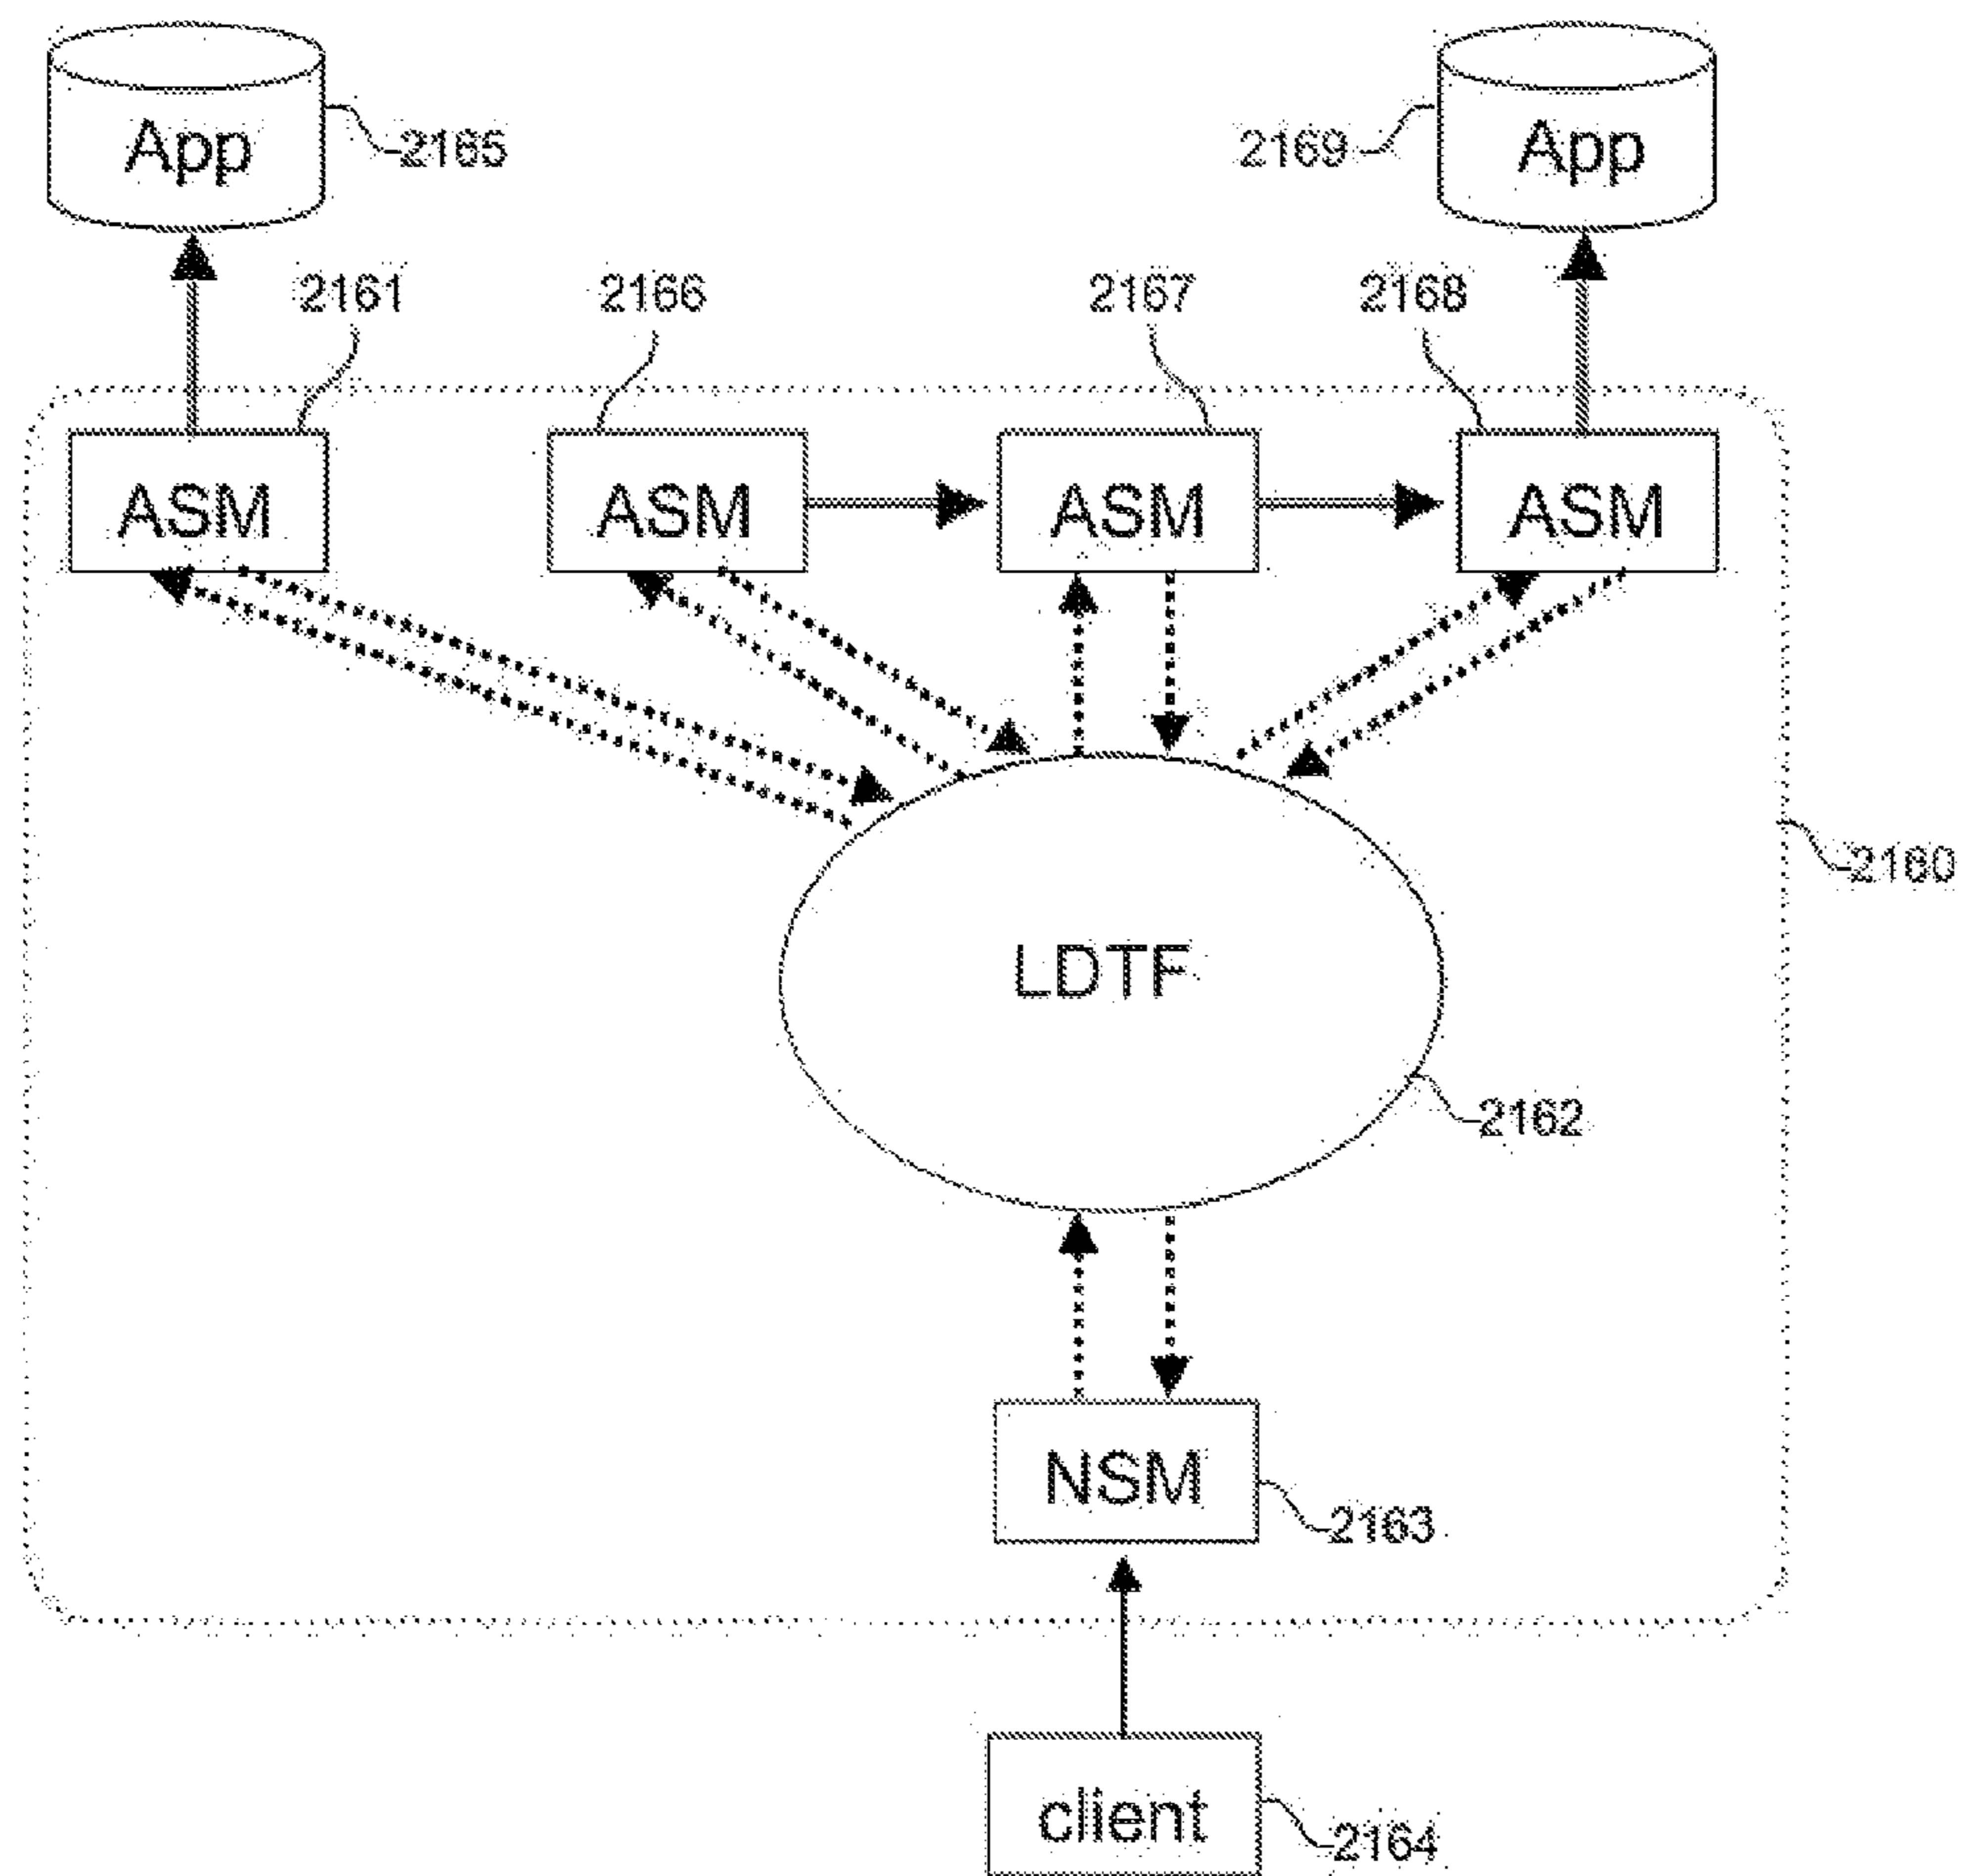 App
2165
2169
App
2161
2166
2167
2168
ASM
ASM
ASM
ASM
2160
LDTF
2162
NSM
2163
client
2164